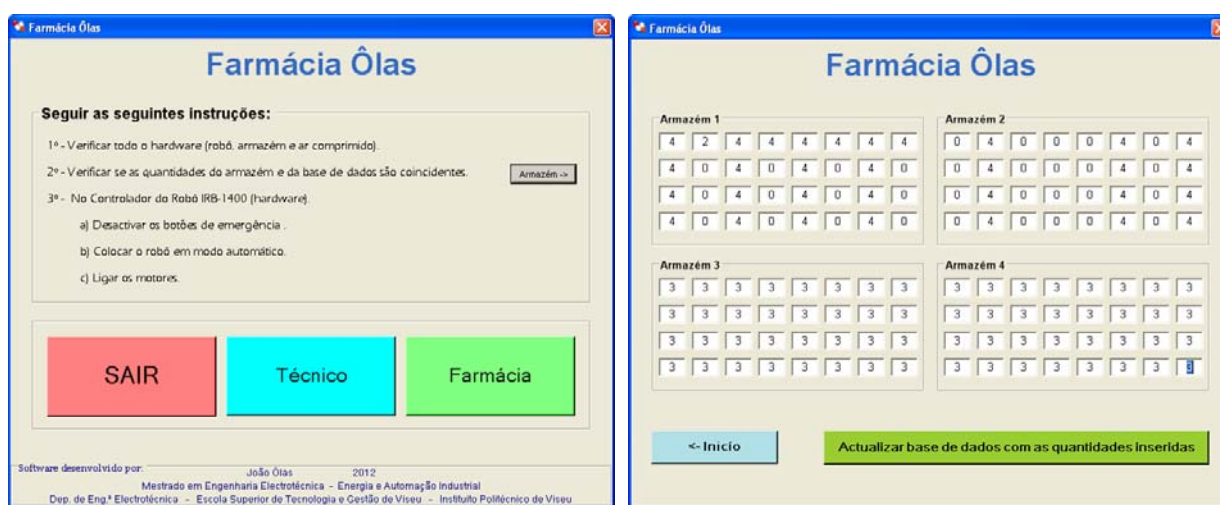 Farmácia Ôlas
Farmácia Ôlas
Seguir as seguintes instruções:
1º - Verificar todo o hardware (robô, armazém e ar comprimido).
2º - Verificar se as quantidades do armazém e da base de dados são coincidentes.
Armazém ->
3º - No Controlador do Robô IRB-1400 (hardware).
a) Desactivar os botões de emergência .
b) Colocar o robô em modo automático.
c) Ligar os motores.
SAIR
Técnico
Farmácia
Software desenvolvido por:
João Ôlas 2012
Mestrado em Engenharia Electrotécnica - Energia e Automação Industrial
Dep. de Eng.ª Electrotécnica - Escola Superior de Tecnologia e Gestão de Viseu - Instituto Politécnico de Viseu
Farmácia Ôlas
Farmácia Ôlas
Armazém 1
4 2 4 4 4 4 4 4
4 0 4 0 4 0 4 0
4 0 4 0 4 0 4 0
4 0 4 0 4 0 4 0
Armazém 2
0 4 0 0 0 4 0 4
0 4 0 0 0 4 0 4
0 4 0 0 0 4 0 4
0 4 0 0 0 4 0 4
Armazém 3
3 3 3 3 3 3 3 3
3 3 3 3 3 3 3 3
3 3 3 3 3 3 3 3
3 3 3 3 3 3 3 3
Armazém 4
3 3 3 3 3 3 3 3
3 3 3 3 3 3 3 3
3 3 3 3 3 3 3 3
3 3 3 3 3 3 3 3
<- Inicío
Actualizar base de dados com as quantidades inseridas